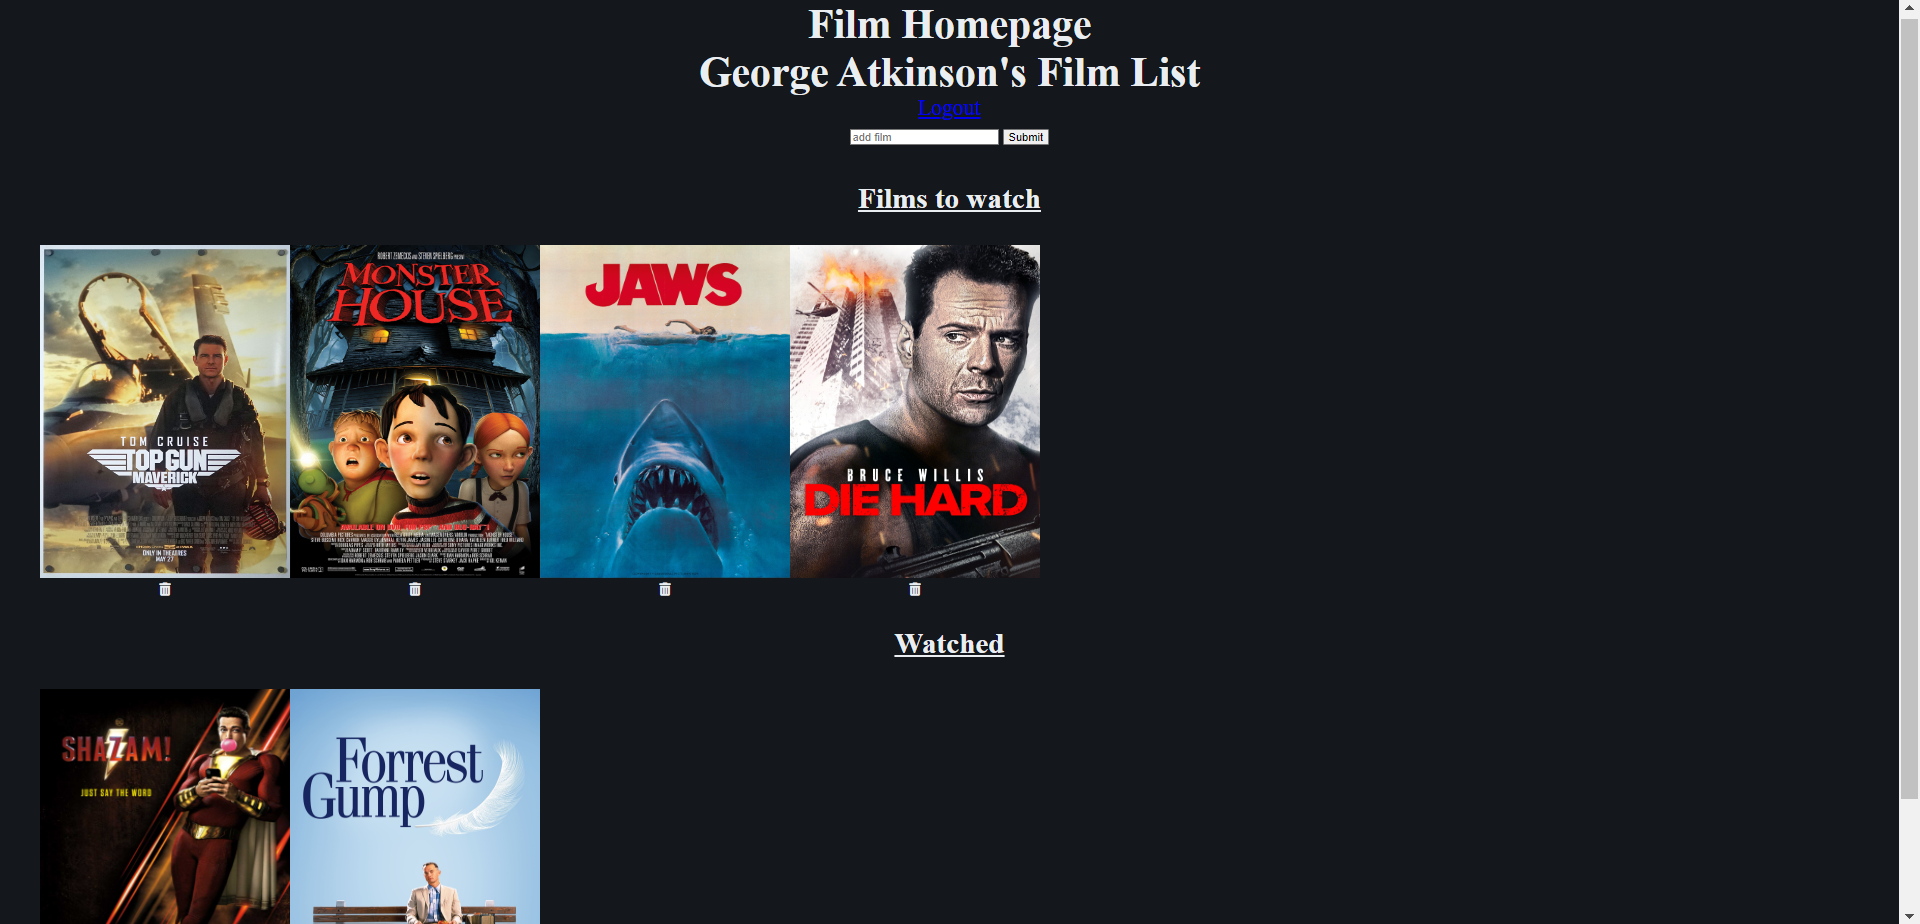 Film Homepage
George Atkinson's Film List
Logout
add film
Submit
Films to watch
TOM CRUISE
TOP GUN
MAVERICK
ONLY IN THEATRES
MAY 27
ROBERT ZEMECKIS AND STEVEN SPIELBERG PRESENT
MONSTER
HOUSE
JAWS
BRUCE WILLIS
DIE HARD
Watched
SHAZAM!
JUST SAY THE WORD
Forrest
Gump